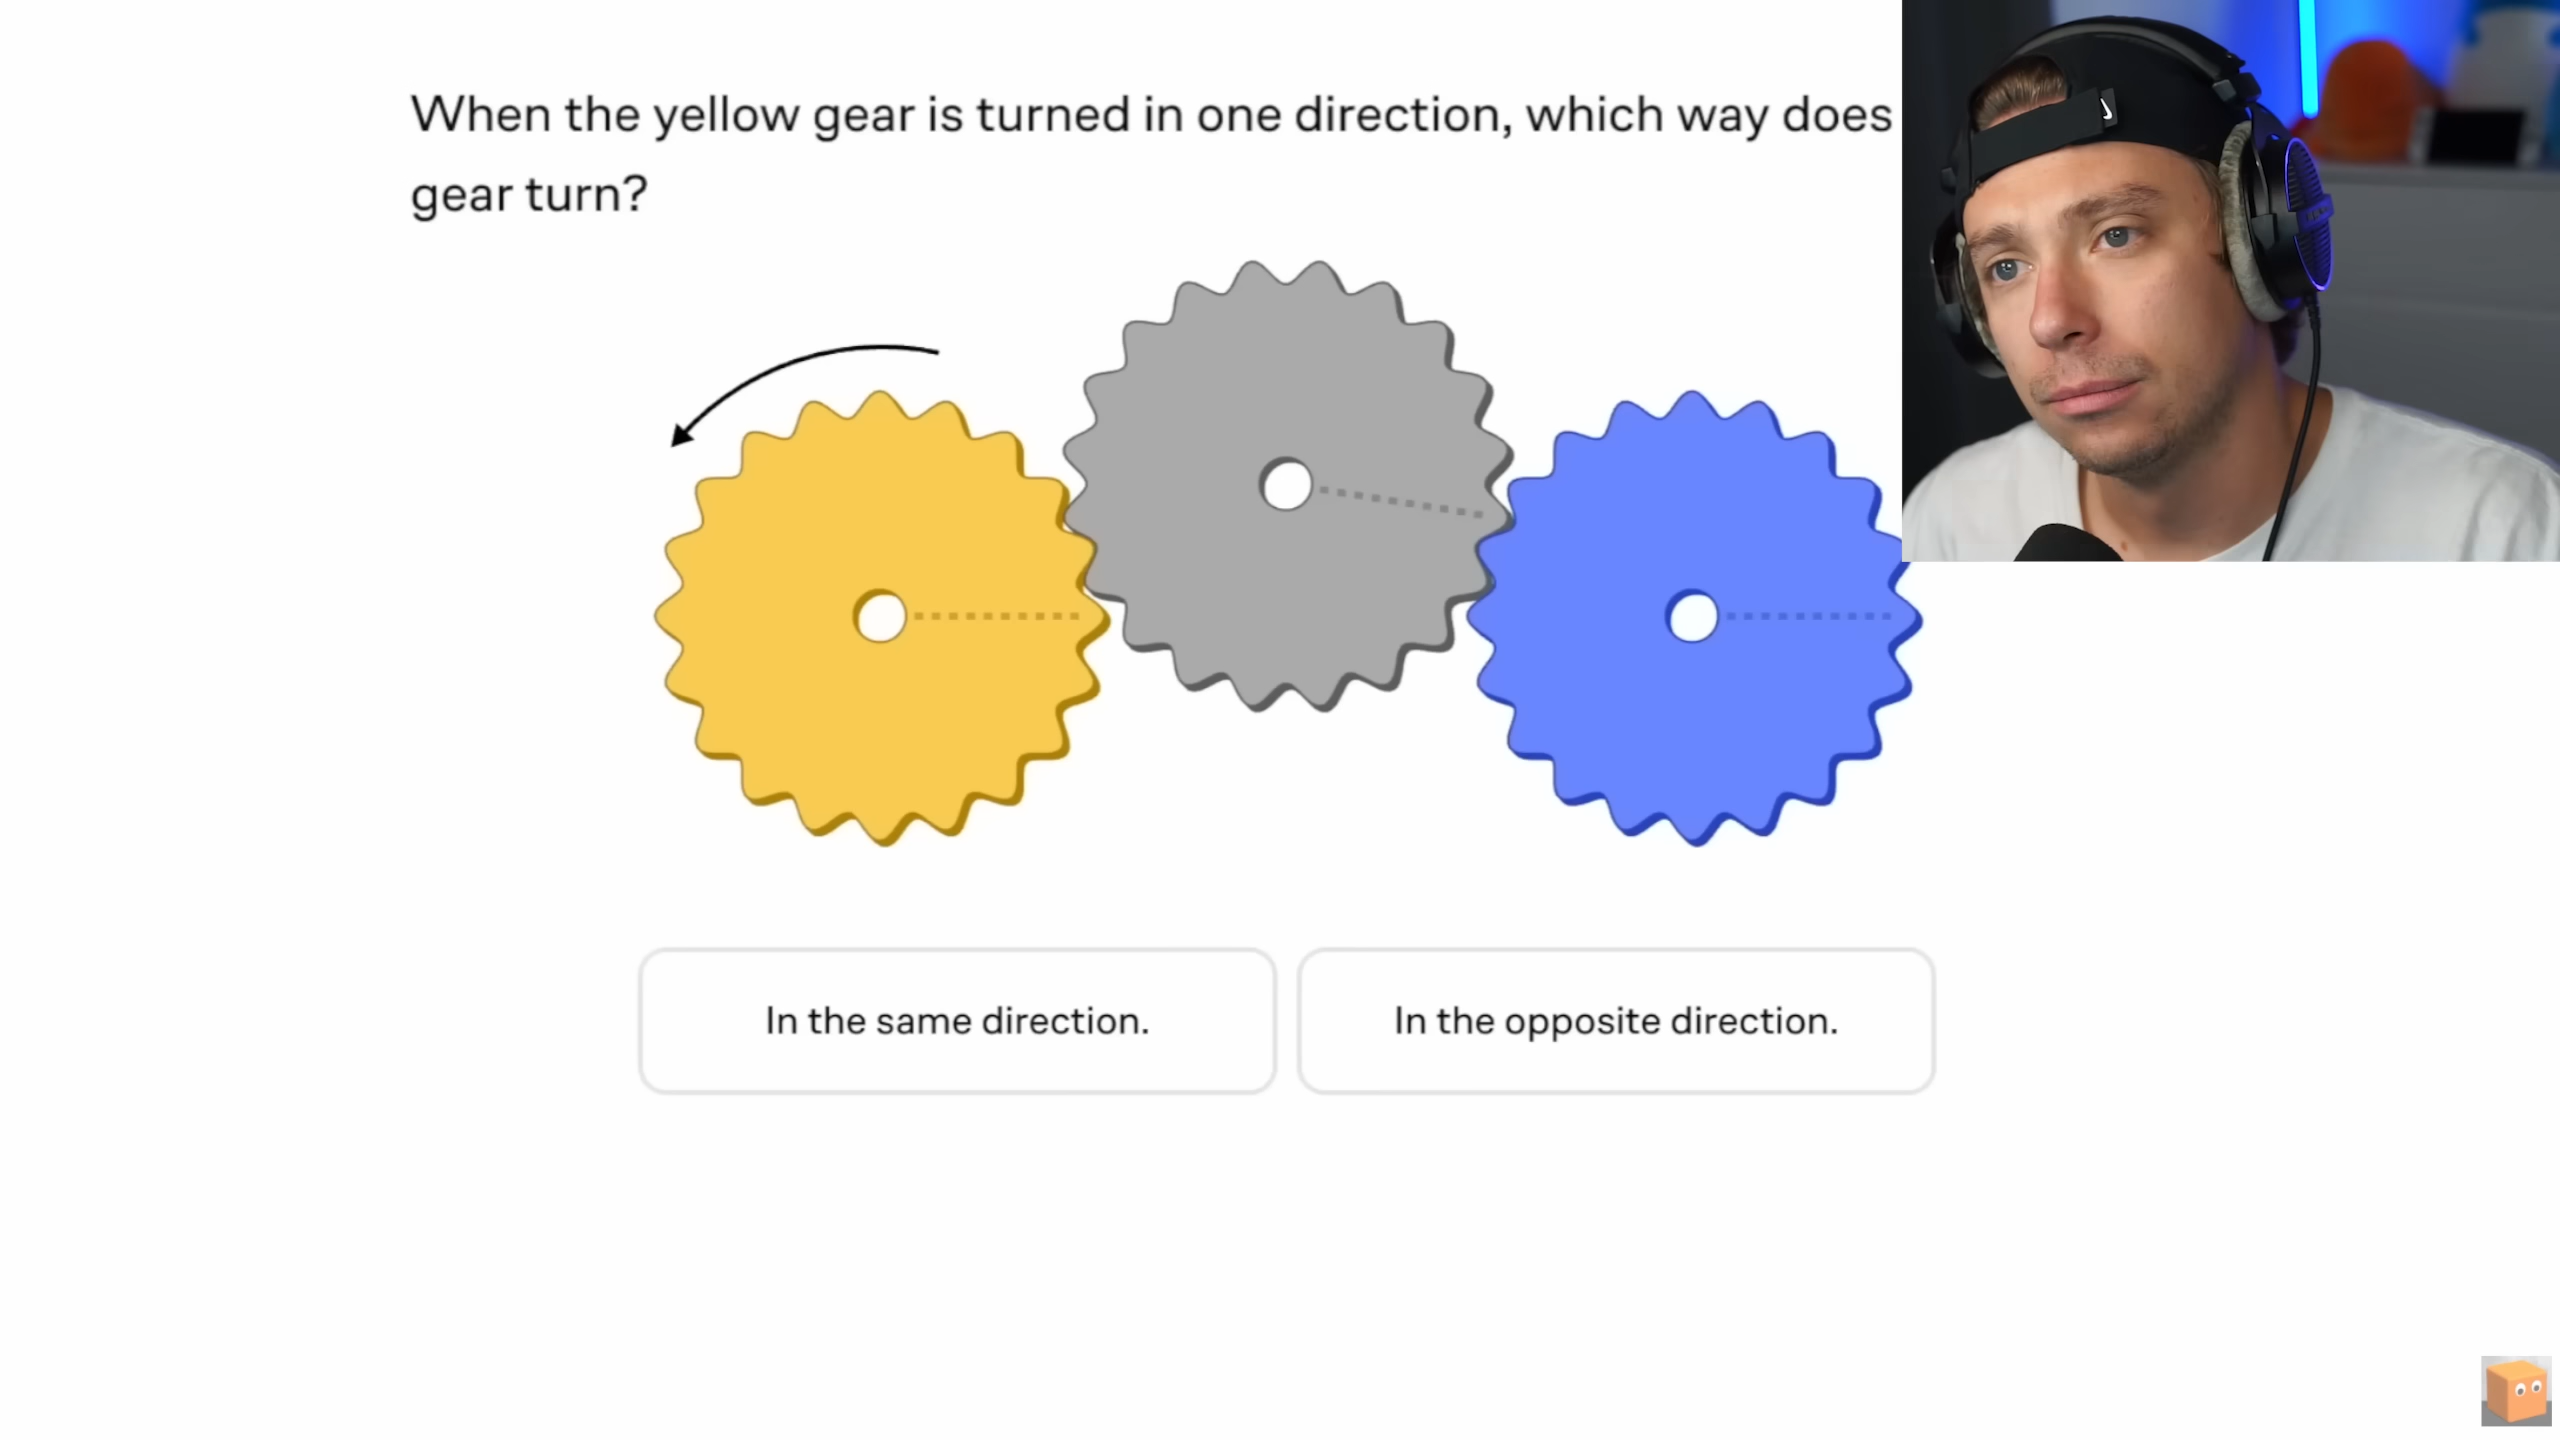 When the yellow gear is turned in one direction, which way does
gear turn?
In the same direction.
In the opposite direction.